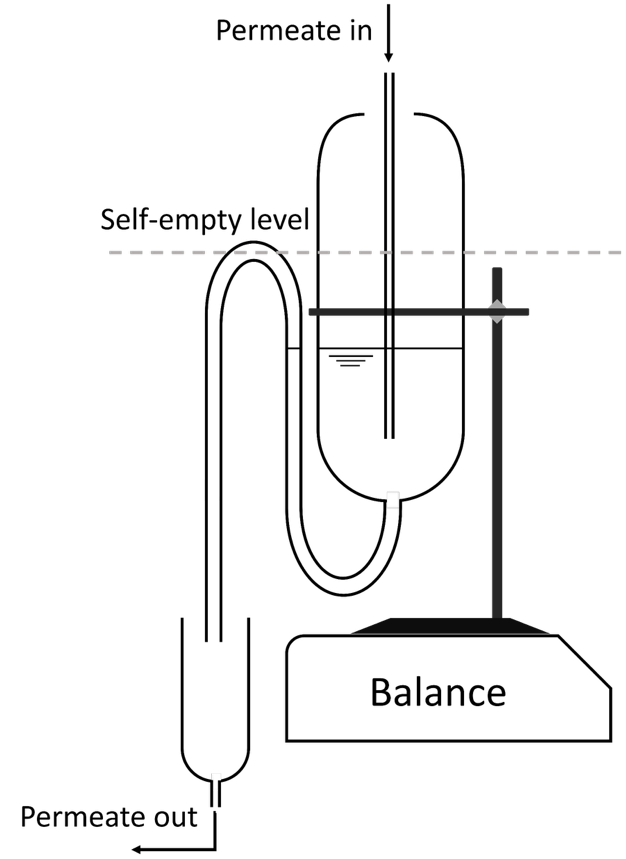 Permeate in
Self-empty level
Balance
Permeate out